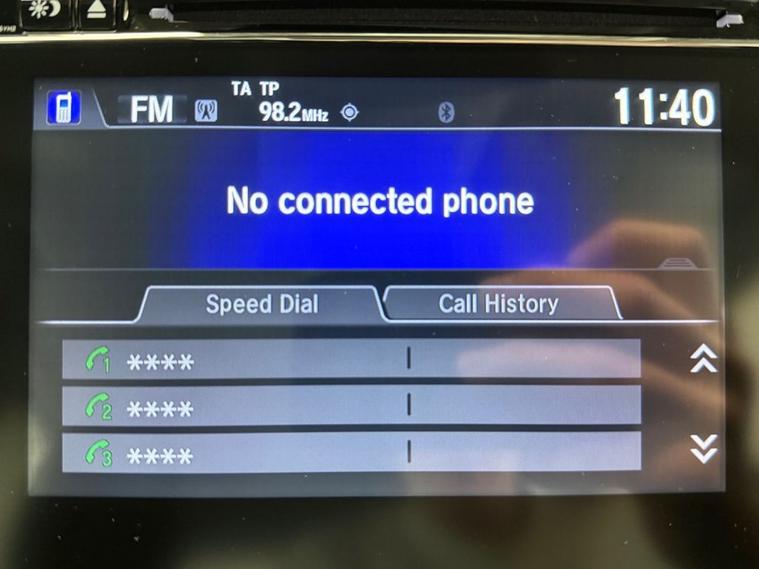 TA TP
FM 98.2MHz 11:40
No connected phone
Speed Dial Call History
1 ****
2 ****
3 ****